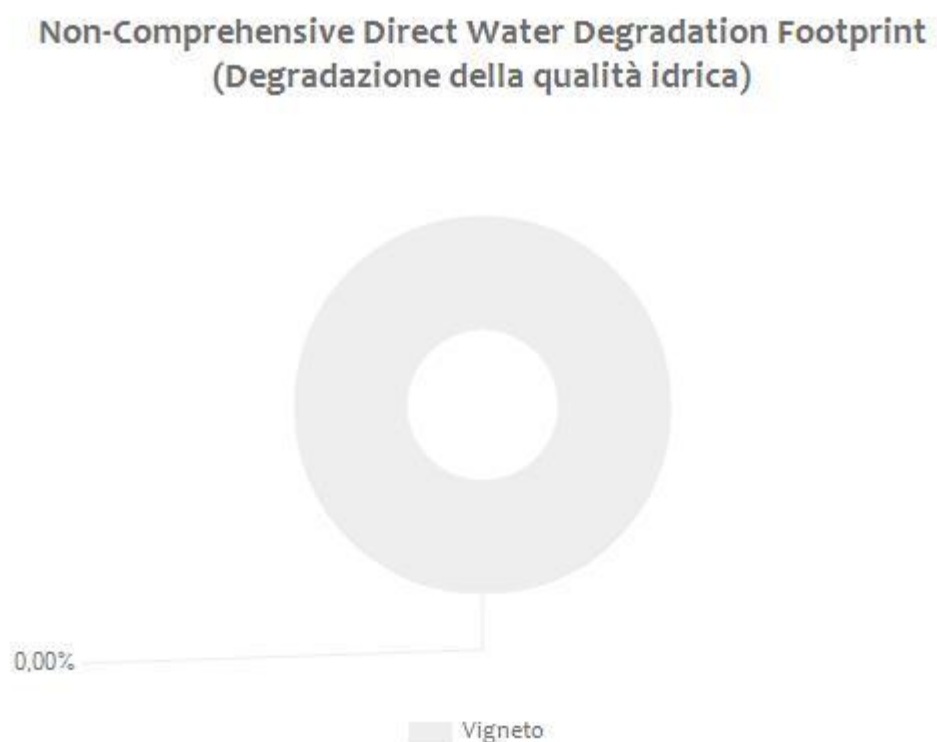 Non-Comprehensive Direct Water Degradation Footprint
(Degradazione della qualità idrica)
0,00%
Vigneto